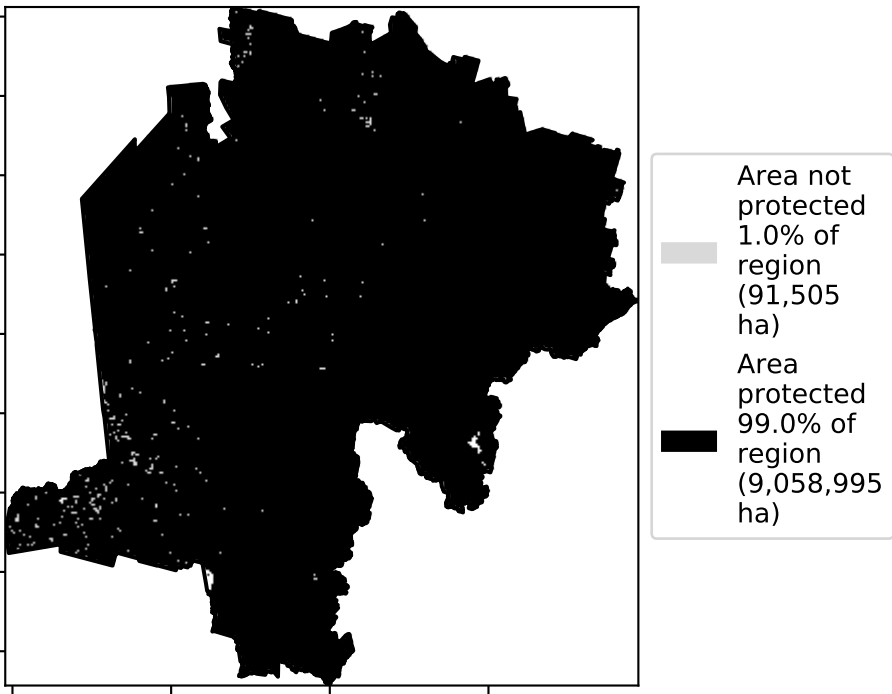 Area not
protected
1.0% of
region
(91,505
ha)
Area
protected
99.0% of
region
(9,058,995
ha)